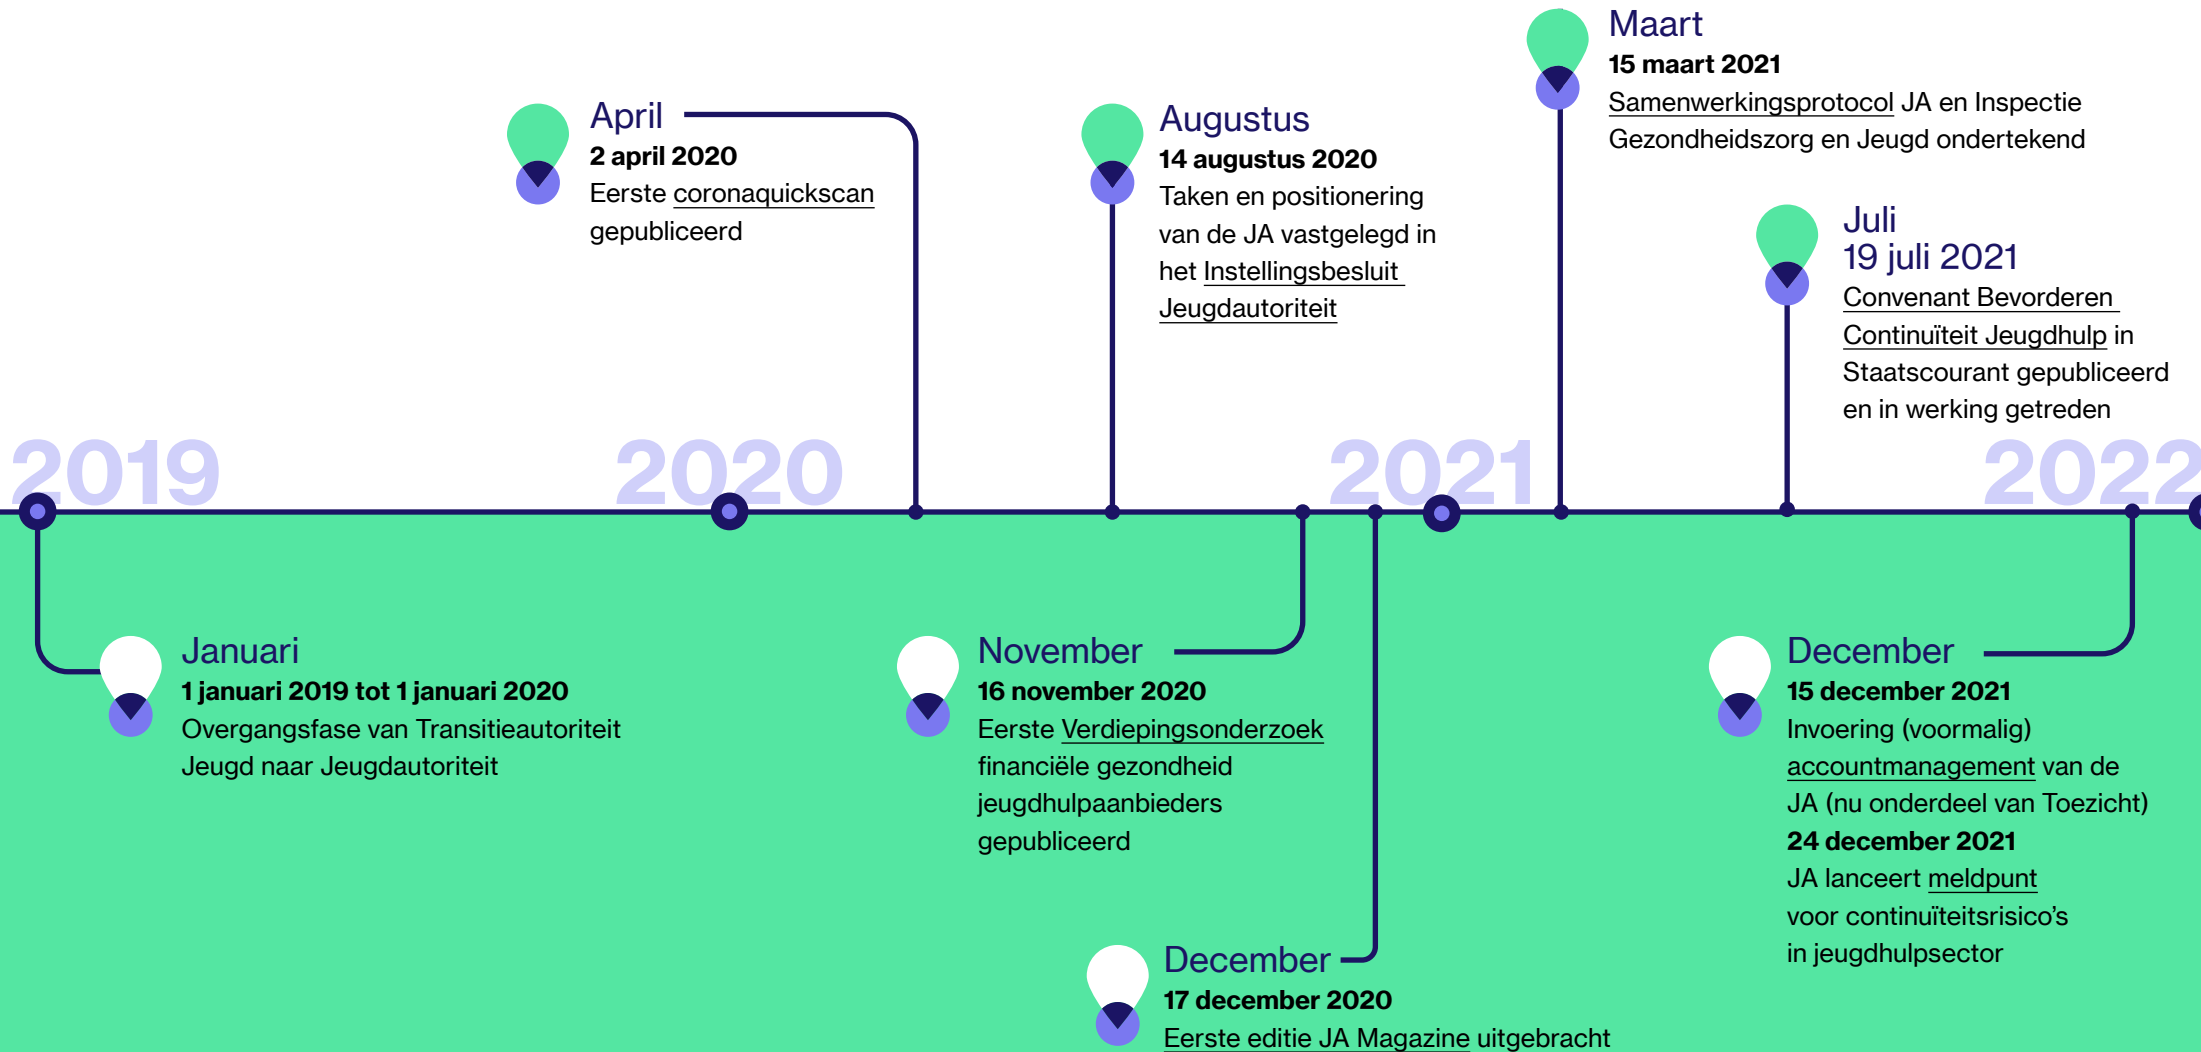 Maart
15 maart 2021
Samenwerkingsprotocol JA en Inspectie
Gezondheidszorg en Jeugd ondertekend
April
2 april 2020
Eerste coronaquickscan
gepubliceerd
Augustus
14 augustus 2020
Taken en positionering
van de JA vastgelegd in
het Instellingsbesluit
Jeugdautoriteit
Juli
19 juli 2021
Convenant Bevorderen
Continuïteit Jeugdhulp in
Staatscourant gepubliceerd
en in werking getreden
2019
2020
2021
2022
Januari
1 januari 2019 tot 1 januari 2020
Overgangsfase van Transitieautoriteit
Jeugd naar Jeugdautoriteit
November
16 november 2020
Eerste Verdiepingsonderzoek
financiële gezondheid
jeugdhulpaanbieders
gepubliceerd
December
15 december 2021
Invoering (voormalig)
accountmanagement van de
JA (nu onderdeel van Toezicht)
24 december 2021
JA lanceert meldpunt
voor continuïteitsrisico’s
in jeugdhulpsector
December
17 december 2020
Eerste editie JA Magazine uitgebracht